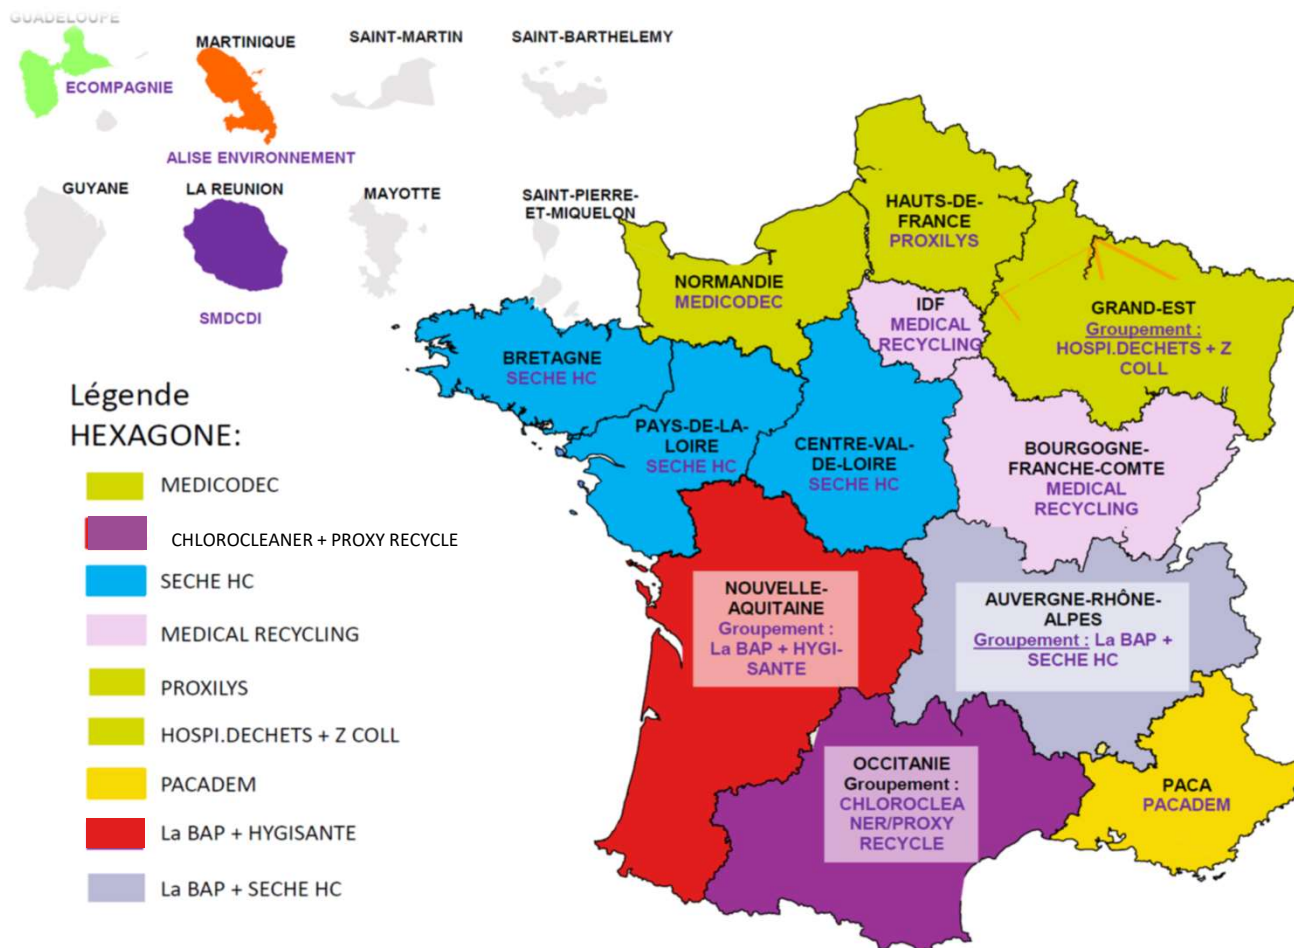 GUADELOUPE
ECOMPAGNIE
MARTINIQUE
ALISE ENVIRONNEMENT
SAINT-MARTIN
SAINT-BARTHELEMY
GUYANE
LA REUNION
SMDCDI
MAYOTTE
SAINT-PIERRE-
ET-MIQUELON
HAUTS-DE-
FRANCE
PROXILYS
NORMANDIE
MEDICODEC
IDF
MEDICAL
RECYCLING
GRAND-EST
Groupement :
HOSPI.DECHETS + Z
COLL
BRETAGNE
SECHE HC
PAYS-DE-LA-
LOIRE
SECHE HC
CENTRE-VAL-
DE-LOIRE
SECHE HC
BOURGOGNE-
FRANCHE-COMTE
MEDICAL
RECYCLING
NOUVELLE-
AQUITAINE
Groupement :
La BAP + HYGI-
SANTE
AUVERGNE-RHÔNE-
ALPES
Groupement : La BAP +
SECHE HC
OCCITANIE
Groupement :
CHLOROCLEA
NER/PROXY
RECYCLE
PACA
PACADEM
Légende
HEXAGONE:
MEDICODEC
CHLOROCLEANER + PROXY RECYCLE
SECHE HC
MEDICAL RECYCLING
PROXILYS
HOSPI.DECHETS + Z COLL
PACADEM
La BAP + HYGISANTE
La BAP + SECHE HC